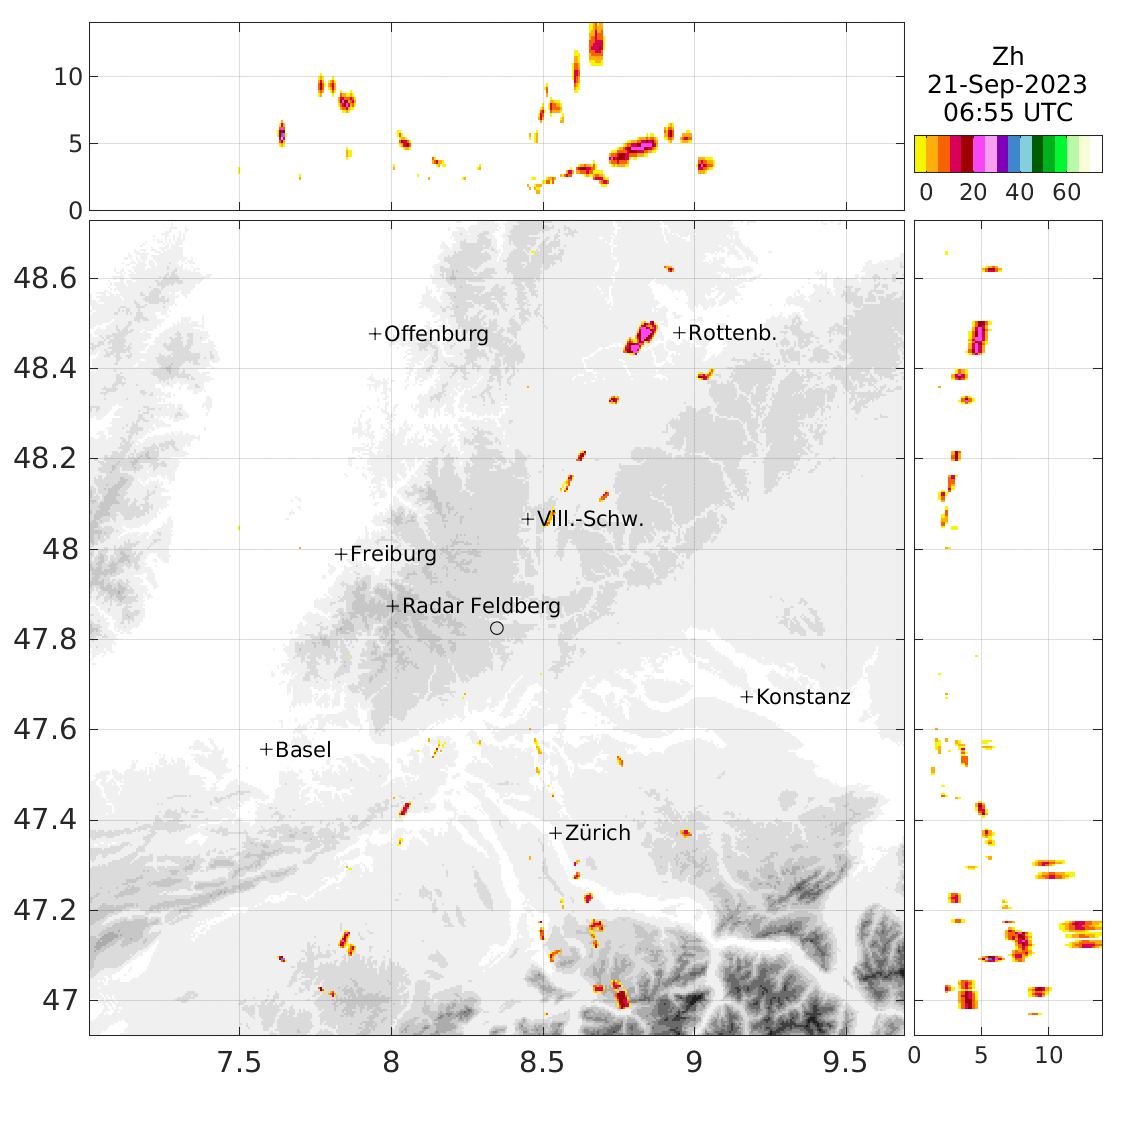 Zh
21-Sep-2023
06:55 UTC
10
5
0
0 20 40 60
48.6
Offenburg
Rottenb.
48.4
48.2
Vill.-Schw.
48
Freiburg
Radar Feldberg
47.8
Konstanz
47.6
Basel
47.4
Zürich
47.2
47
7.5 8 8.5 9 9.5
0 5 10